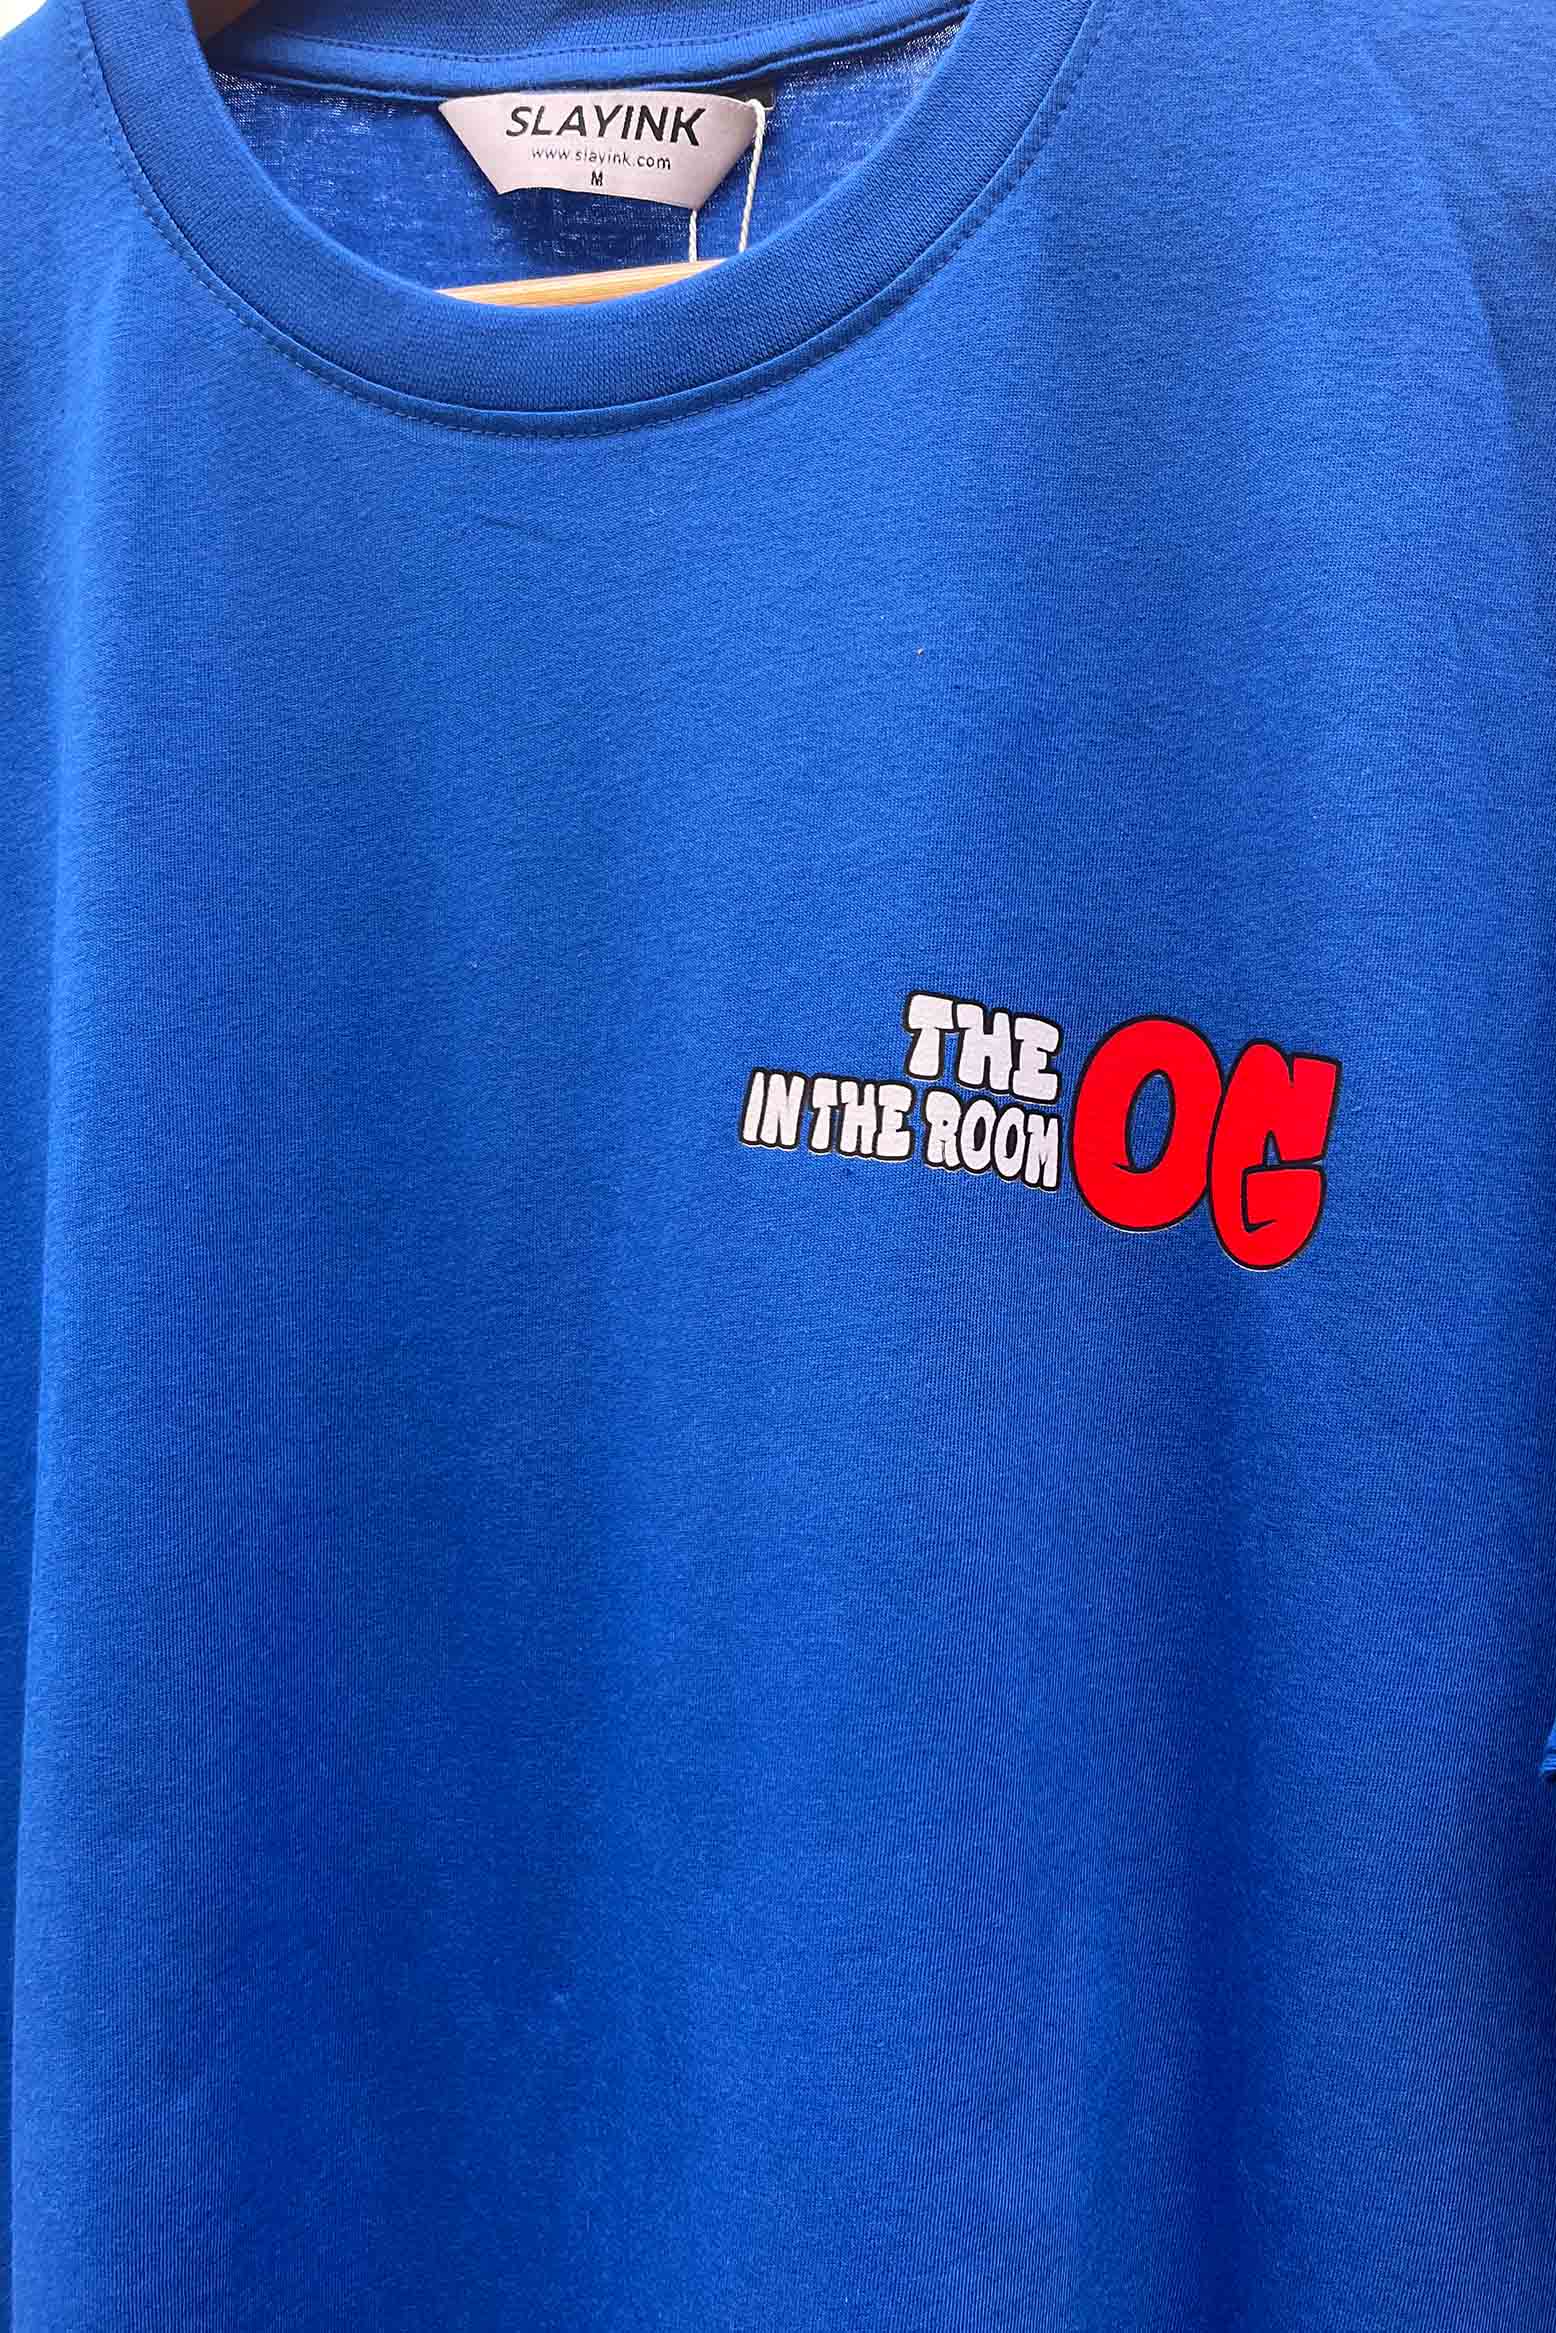 SLAYINK
www.slayink.com
M
THE OG
IN THE ROOM